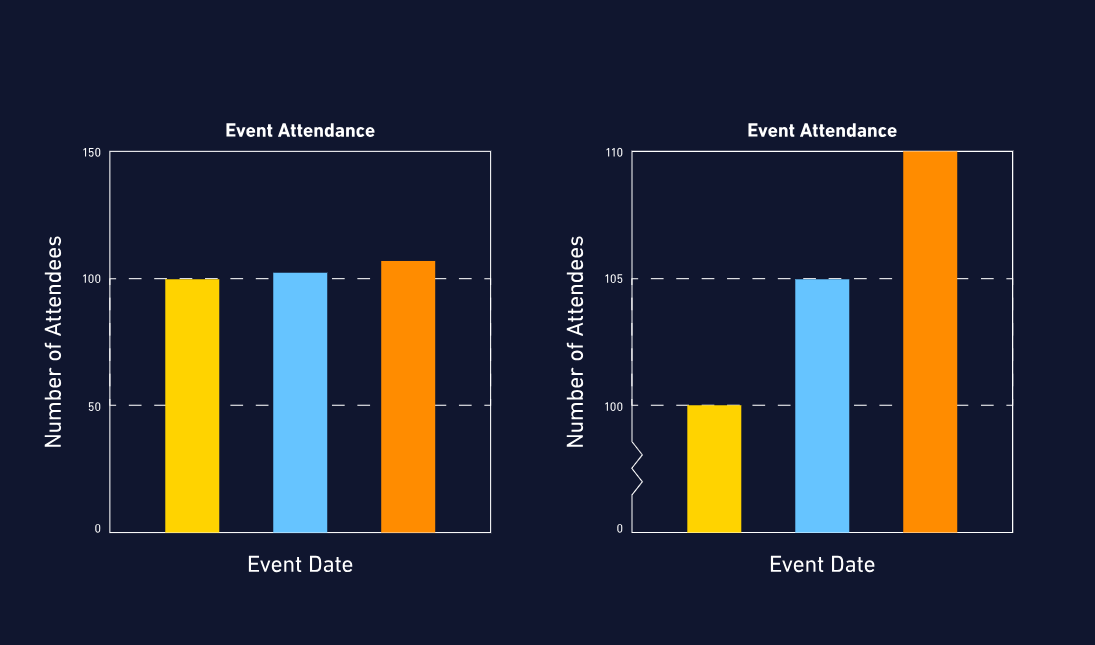 Event Attendance
150
100
50
0
Number of Attendees
Event Date
Event Attendance
110
105
100
0
Number of Attendees
Event Date